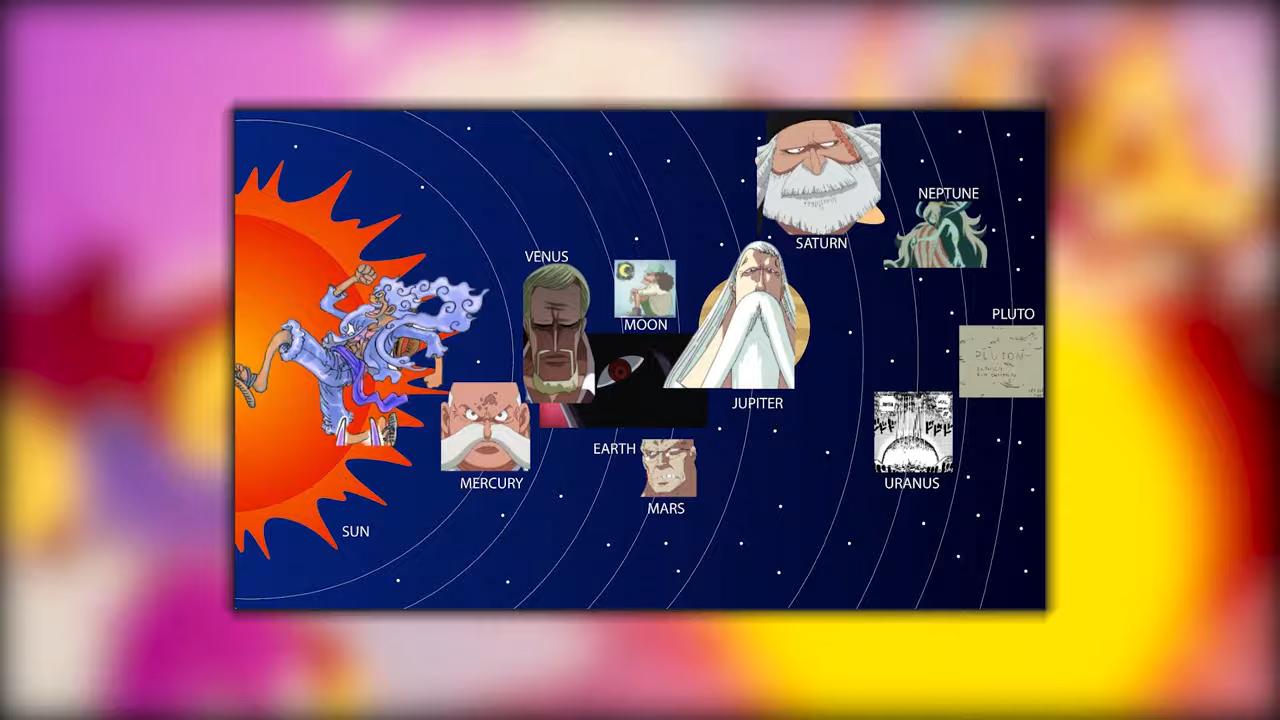 NEPTUNE
SATURN
VENUS
PLUTO
MOON
PLUTON
JUPITER
EARTH
MERCURY
URANUS
MARS
SUN